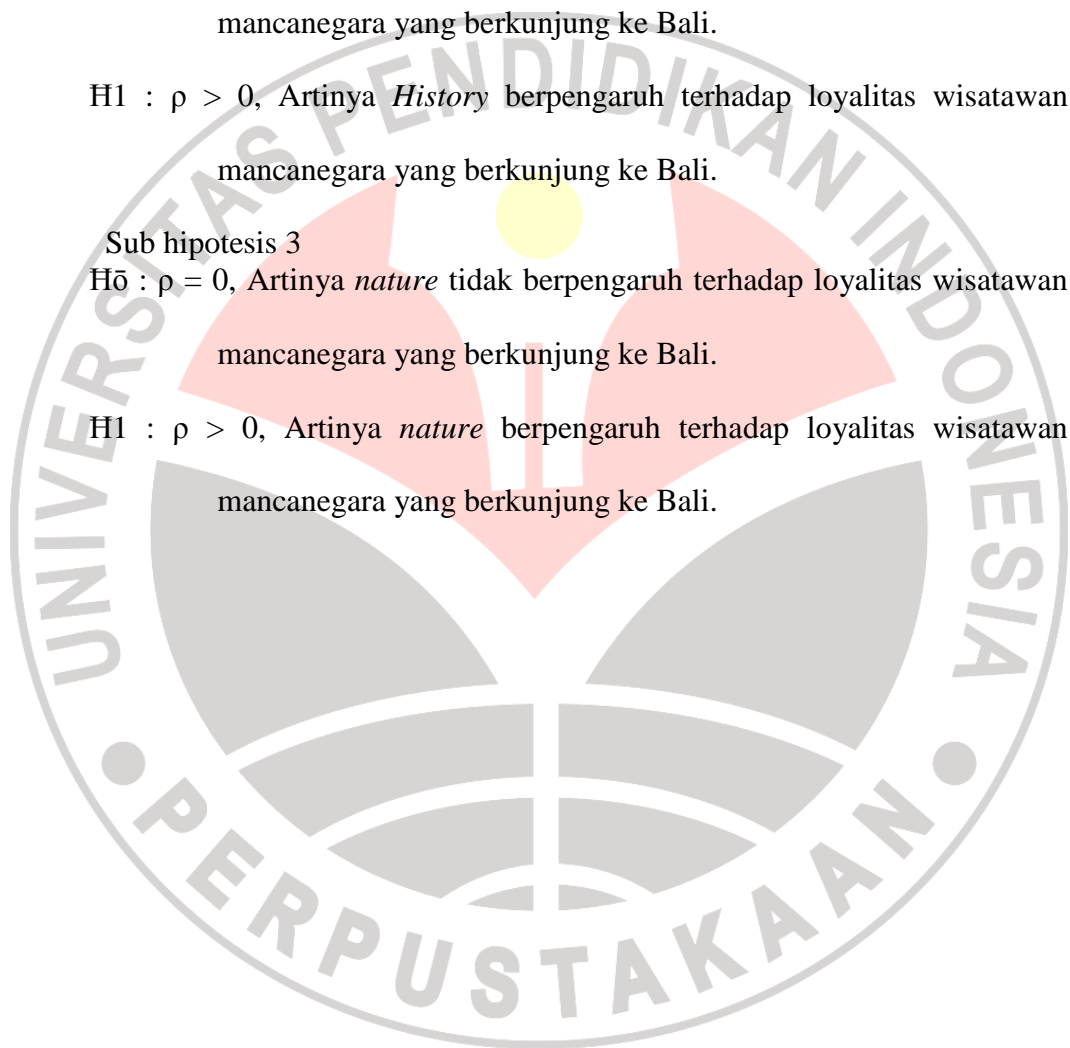 mancanegara yang berkunjung ke Bali.
Ħ1 : ρ > 0, Artinya History berpengaruh terhadap loyalitas wisatawan
mancanegara yang berkunjung ke Bali.
Sub hipotesis 3
Ħō : ρ = 0, Artinya nature tidak berpengaruh terhadap loyalitas wisatawan
mancanegara yang berkunjung ke Bali.
Ħ1 : ρ > 0, Artinya nature berpengaruh terhadap loyalitas wisatawan
mancanegara yang berkunjung ke Bali.
UNIVERSITAS PENDIDIKAN INDONESIA
PERPUSTAKAAN